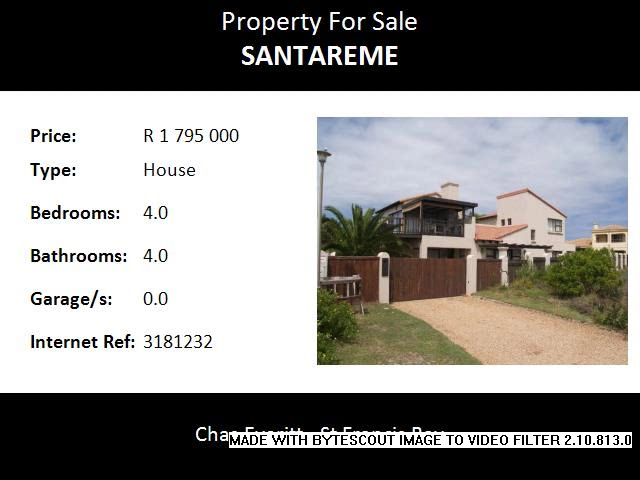 Property For Sale
SANTAREME
Price: R 1 795 000
Type: House
Bedrooms: 4.0
Bathrooms: 4.0
Garage/s: 0.0
Internet Ref: 3181232
Chas Everitt - St Francis Bay
MADE WITH BYTESCOUT IMAGE TO VIDEO FILTER 2.10.813.0